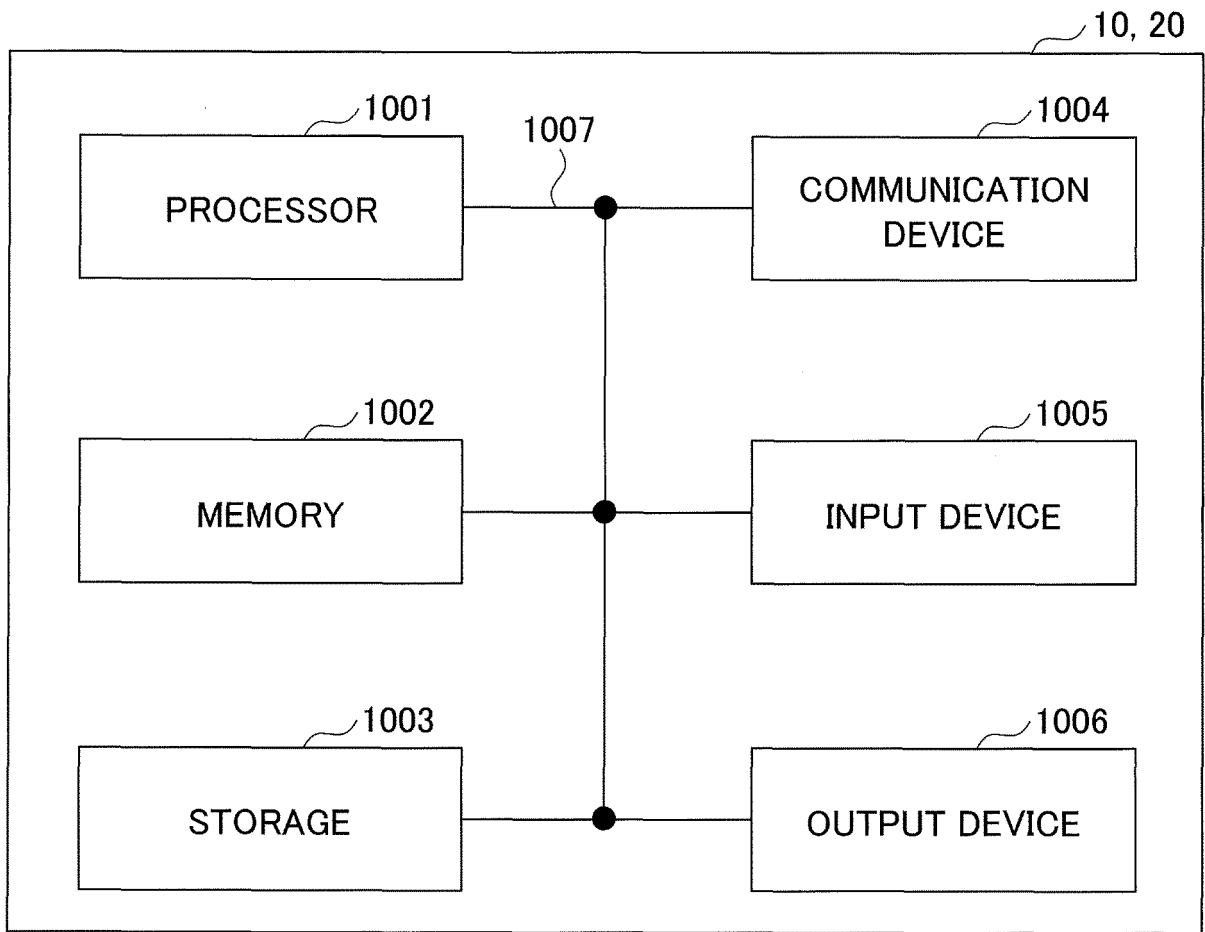 10, 20
1001
1007
1004
PROCESSOR
COMMUNICATION
DEVICE
1002
1005
MEMORY
INPUT DEVICE
1003
1006
STORAGE
OUTPUT DEVICE